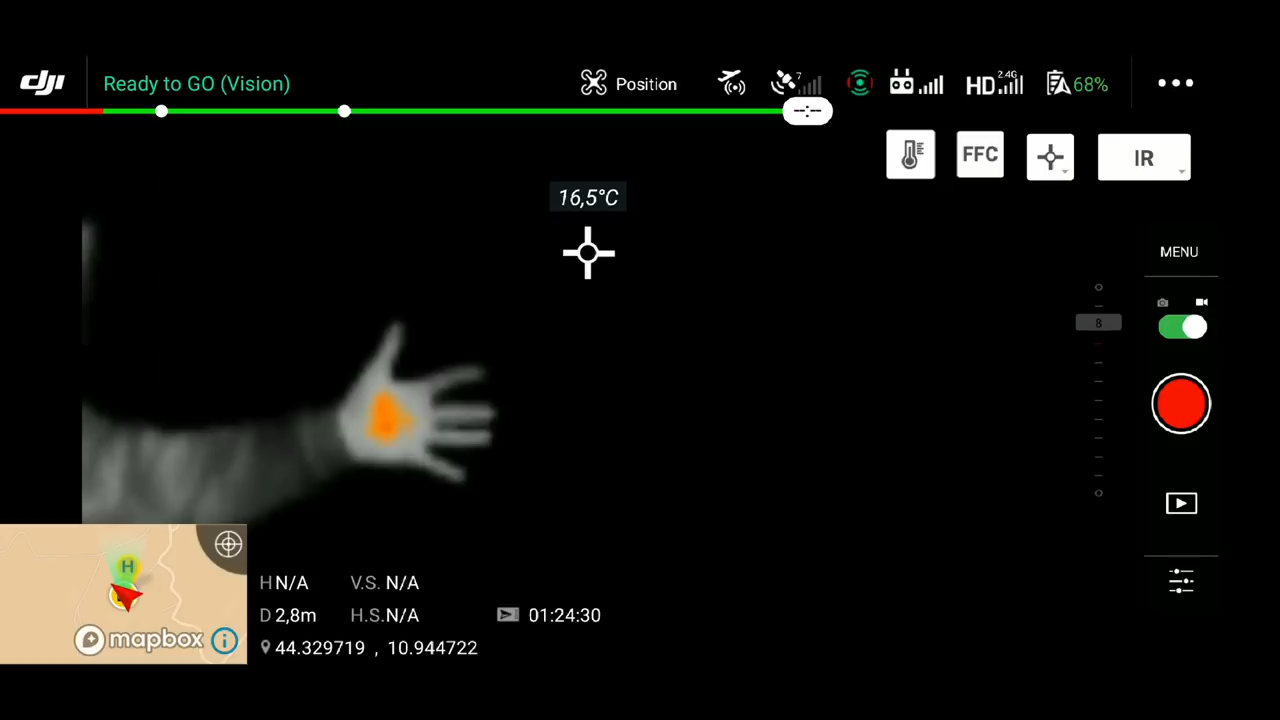 dji Ready to GO (Vision) Position 7 HD 2.4G 68%
FFC IR
16,5°C
MENU
8
H
H N/A V.S. N/A
D 2,8m H.S. N/A 01:24:30
mapbox i
44.329719 , 10.944722